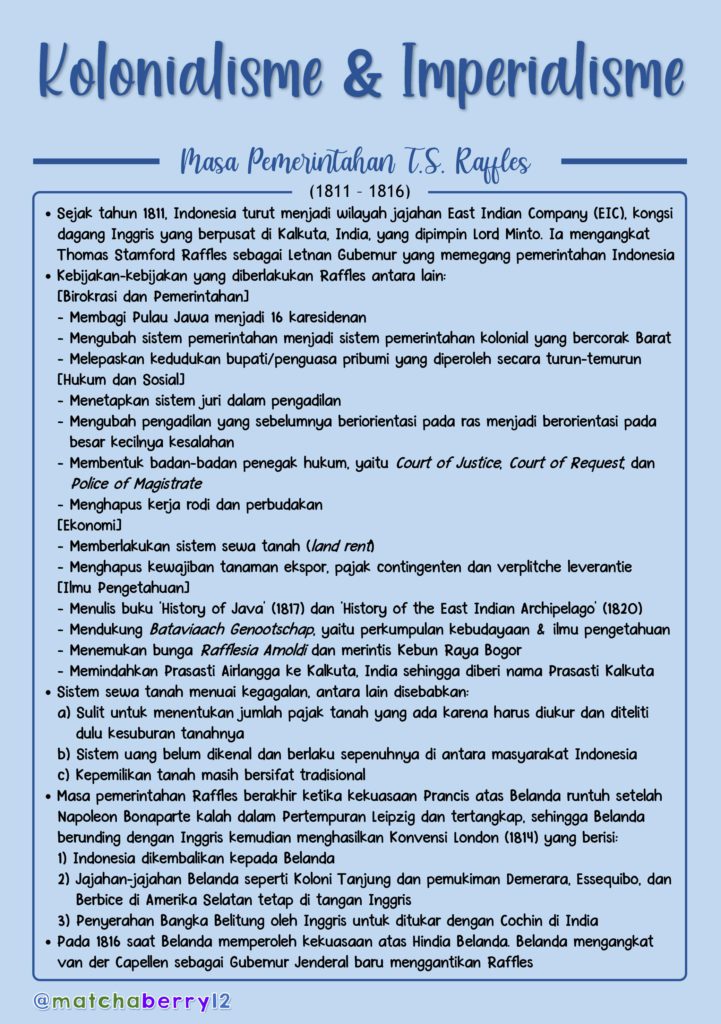 Kolonialisme & Imperialisme
Masa Pemerintahan T.S. Raffles
(1811 - 1816)
• Sejak tahun 1811, Indonesia turut menjadi wilayah jajahan East Indian Company (EIC), kongsi
dagang Inggris yang berpusat di Kalkuta, India, yang dipimpin Lord Minto. Ia mengangkat
Thomas Stamford Raffles sebagai Letnan Gubernur yang memegang pemerintahan Indonesia
• Kebijakan-kebijakan yang diberlakukan Raffles antara lain:
[Birokrasi dan Pemerintahan]
- Membagi Pulau Jawa menjadi 16 karesidenan
- Mengubah sistem pemerintahan menjadi sistem pemerintahan kolonial yang bercorak Barat
- Melepaskan kedudukan bupati/penguasa pribumi yang diperoleh secara turun-temurun
[Hukum dan Sosial]
- Menetapkan sistem juri dalam pengadilan
- Mengubah pengadilan yang sebelumnya beriorientasi pada ras menjadi berorientasi pada
besar kecilnya kesalahan
- Membentuk badan-badan penegak hukum, yaitu Court of Justice, Court of Request, dan
Police of Magistrate
- Menghapus kerja rodi dan perbudakan
[Ekonomi]
- Memberlakukan sistem sewa tanah (land rent)
- Menghapus kewajiban tanaman ekspor, pajak contingenten dan verplitche leverantie
[Ilmu Pengetahuan]
- Menulis buku 'History of Java' (1817) dan 'History of the East Indian Archipelago' (1820)
- Mendukung Bataviaach Genootschap, yaitu perkumpulan kebudayaan & ilmu pengetahuan
- Menemukan bunga Rafflesia Arnoldi dan merintis Kebun Raya Bogor
- Memindahkan Prasasti Airlangga ke Kalkuta, India sehingga diberi nama Prasasti Kalkuta
• Sistem sewa tanah menuai kegagalan, antara lain disebabkan:
a) Sulit untuk menentukan jumlah pajak tanah yang ada karena harus diukur dan diteliti
dulu kesuburan tanahnya
b) Sistem uang belum dikenal dan berlaku sepenuhnya di antara masyarakat Indonesia
c) Kepemilikan tanah masih bersifat tradisional
• Masa pemerintahan Raffles berakhir ketika kekuasaan Prancis atas Belanda runtuh setelah
Napoleon Bonaparte kalah dalam Pertempuran Leipzig dan tertangkap, sehingga Belanda
berunding dengan Inggris kemudian menghasilkan Konvensi London (1814) yang berisi:
1) Indonesia dikembalikan kepada Belanda
2) Jajahan-jajahan Belanda seperti Koloni Tanjung dan pemukiman Demerara, Essequibo, dan
Berbice di Amerika Selatan tetap di tangan Inggris
3) Penyerahan Bangka Belitung oleh Inggris untuk ditukar dengan Cochin di India
• Pada 1816 saat Belanda memperoleh kekuasaan atas Hindia Belanda. Belanda mengangkat
van der Capellen sebagai Gubernur Jenderal baru menggantikan Raffles
@matchaberry12